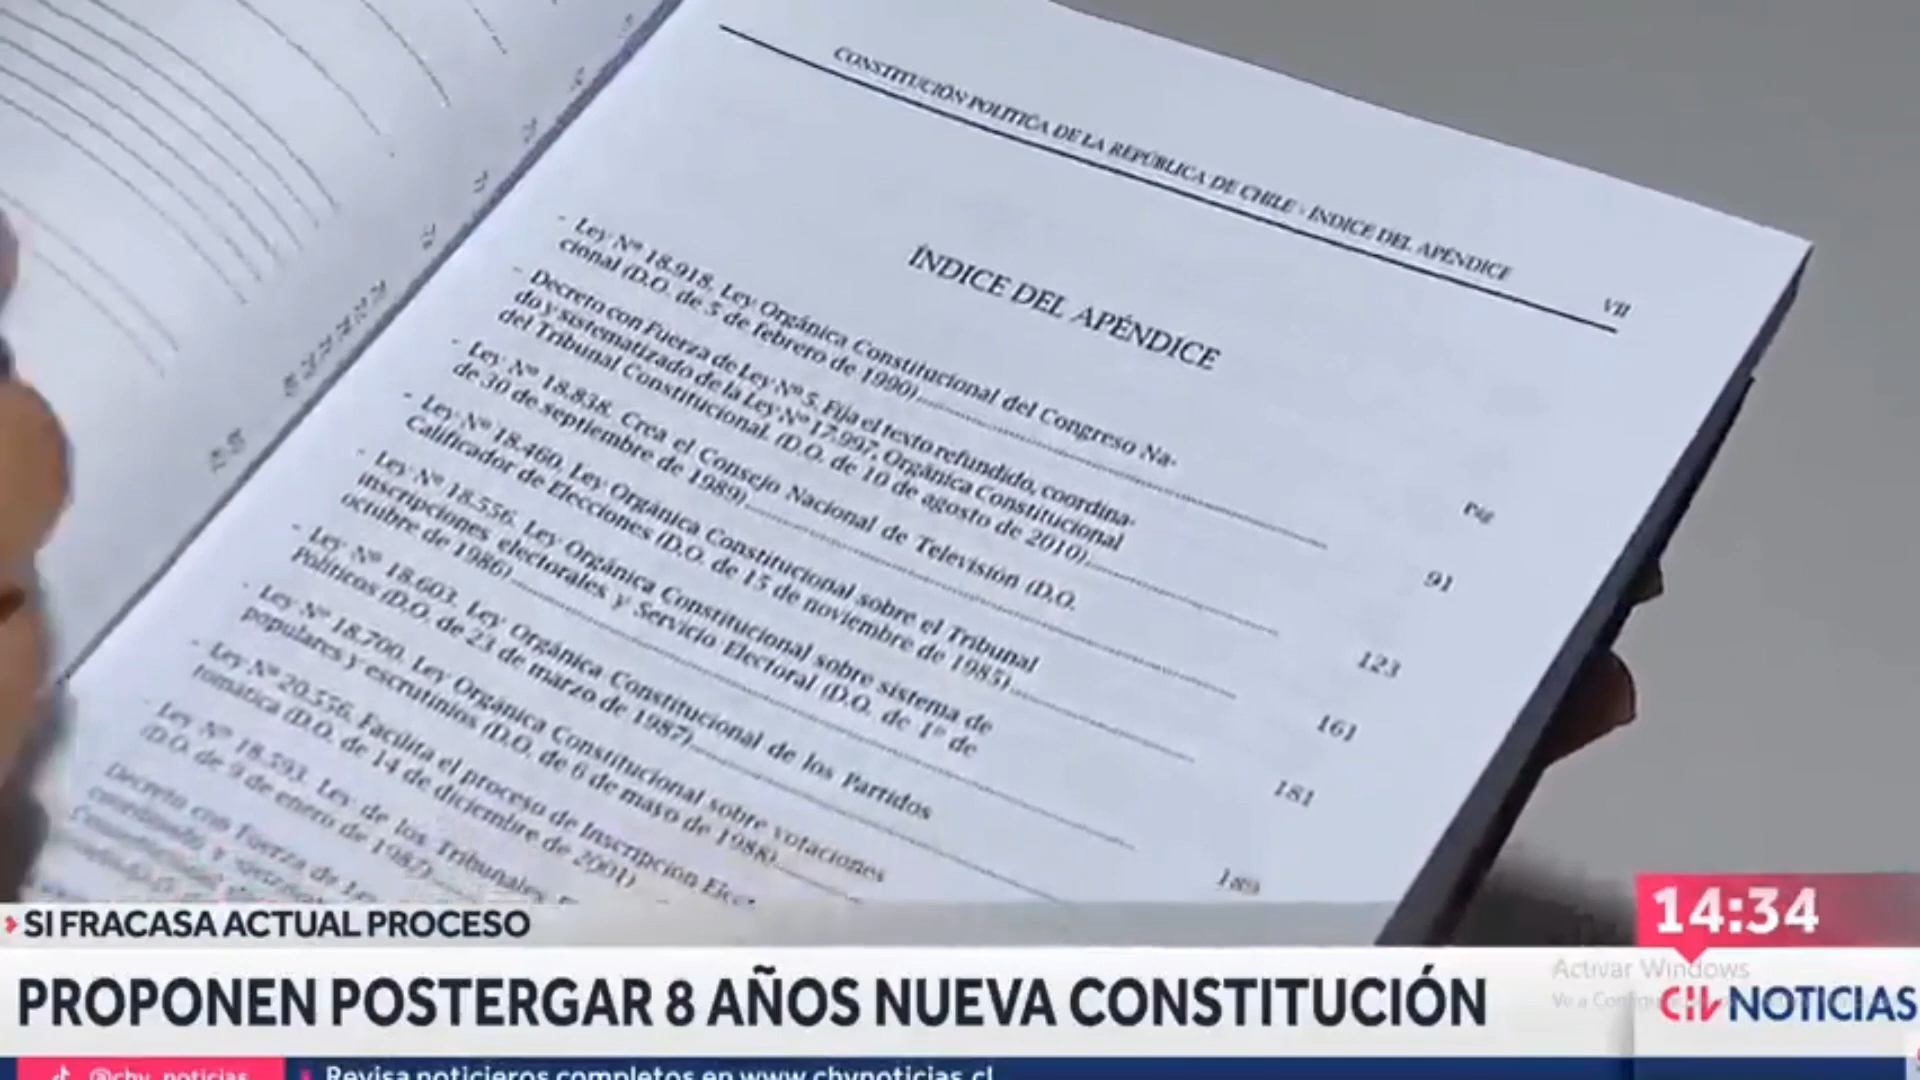 CONSTITUCIÓN POLÍTICA DE LA REPÚBLICA DE CHILE - ÍNDICE DEL APÉNDICE
VII
ÍNDICE DEL APÉNDICE
Pág
- Ley Nº 18.918, Ley Orgánica Constitucional del Congreso Na-
cional (D.O. de 5 de febrero de 1990)
91
- Decreto con Fuerza de Ley Nº 5. Fija el texto refundido, coordina-
do y sistematizado de la Ley Nº 17.997, Orgánica Constitucional
del Tribunal Constitucional. (D.O. de 10 de agosto de 2010)
123
- Ley Nº 18.838. Crea el Consejo Nacional de Televisión (D.O.
de 30 de septiembre de 1989)
161
- Ley Nº 18.460, Ley Orgánica Constitucional sobre el Tribunal
Calificador de Elecciones (D.O. de 15 de noviembre de 1985)
181
- Ley Nº 18.556, Ley Orgánica Constitucional sobre sistema de
inscripciones electorales y Servicio Electoral (D.O. de 1º de
octubre de 1986)
189
- Ley Nº 18.603, Ley Orgánica Constitucional de los Partidos
Políticos (D.O. de 23 de marzo de 1987)
- Ley Nº 18.700, Ley Orgánica Constitucional sobre votaciones
populares y escrutinios (D.O. de 6 de mayo de 1988)
- Ley Nº 20.556. Facilita el proceso de Inscripción
romática (D.O. de 14 de diciembre de 2001)
- Ley Nº 18.593, Ley de los Tribunales
(D.O. de 9 de enero de 1987)
Decreto con Fuerza de Ley
SI FRACASA ACTUAL PROCESO
14:34
PROPONEN POSTERGAR 8 AÑOS NUEVA CONSTITUCIÓN
Activar Windows
CHV NOTICIAS
@chv_noticias
Revisa noticieros completos en www.chvnoticias.cl